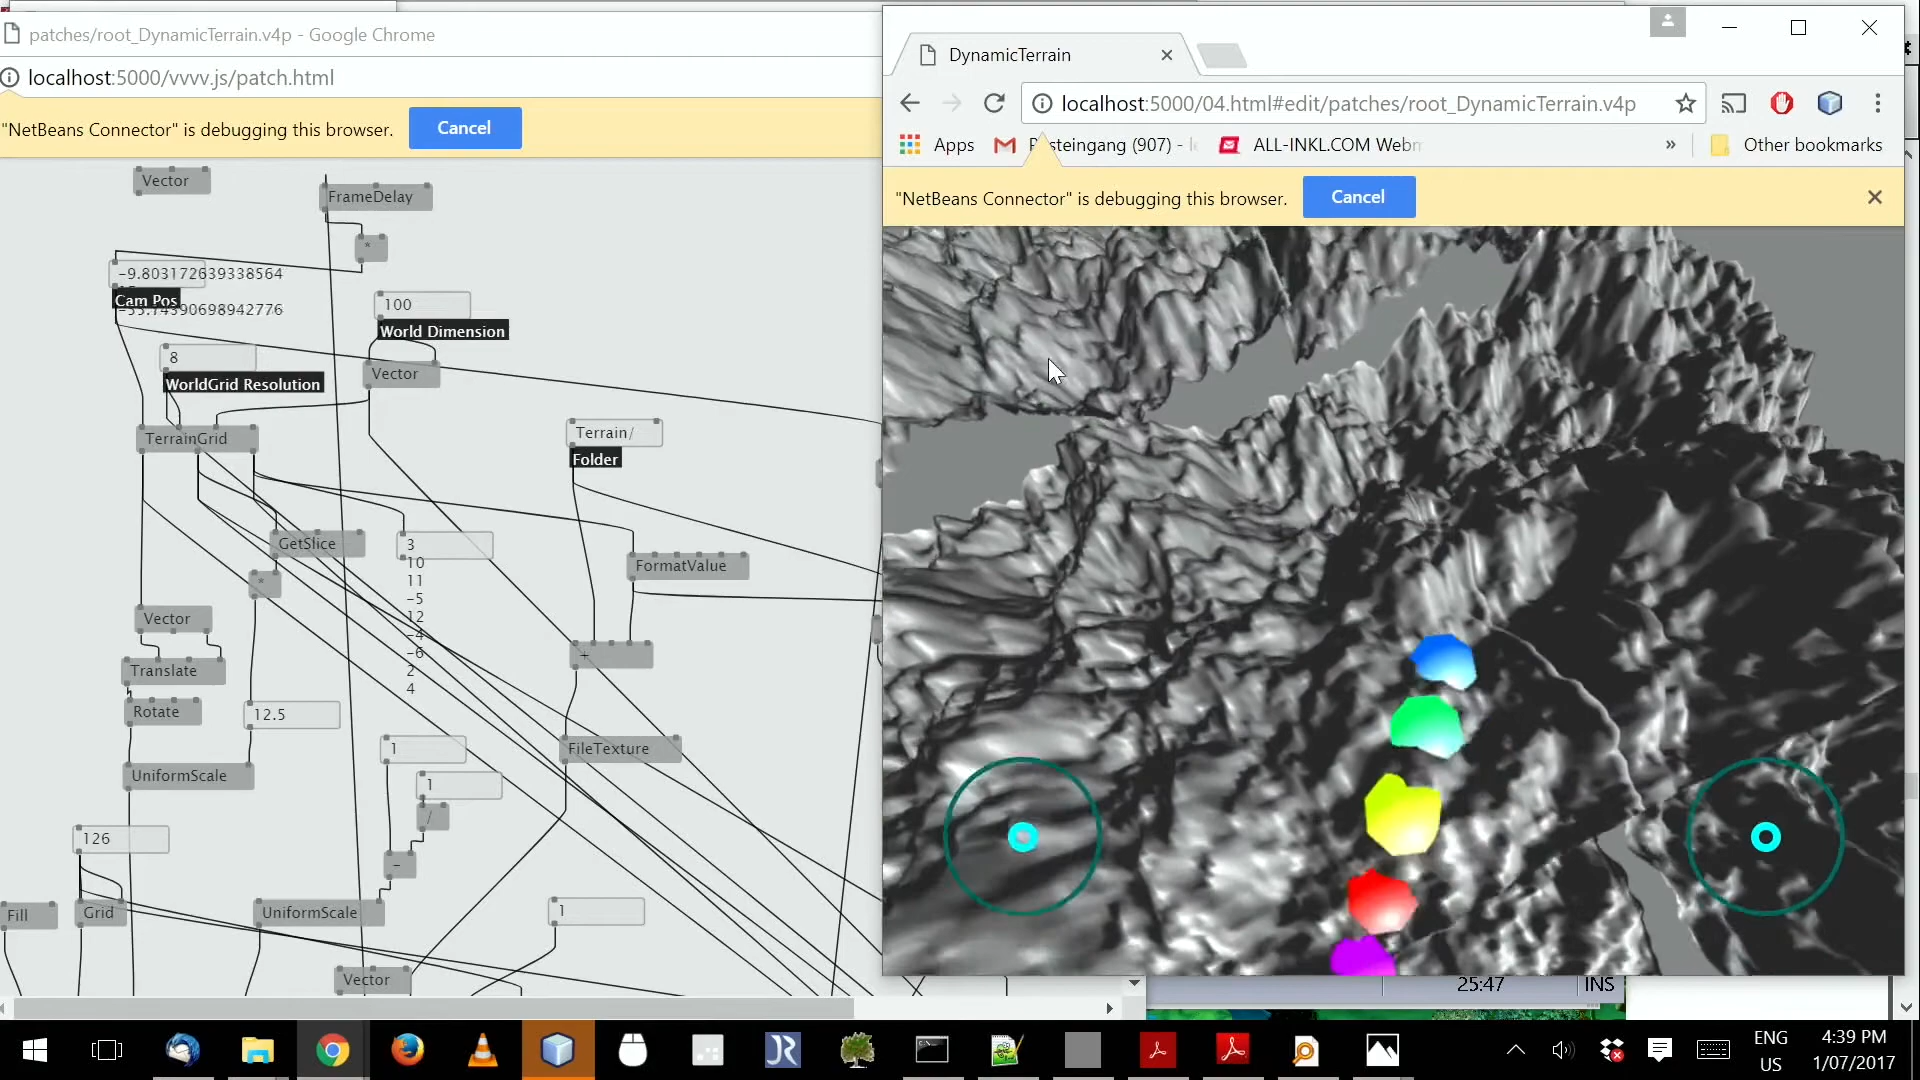 patches/root_DynamicTerrain.v4p - Google Chrome
localhost:5000/vvvv.js/patch.html
"NetBeans Connector" is debugging this browser.
Cancel
Vector
FrameDelay
*
-9.803172639338564
Cam Pos
100
World Dimension
8
WorldGrid Resolution
Vector
TerrainGrid
Terrain/
Folder
GetSlice
3
10
11
-5
12
-4
-6
2
4
*
FormatValue
Vector
+
Translate
Rotate
12.5
1
FileTexture
UniformScale
1
/
126
-
Fill
Grid
UniformScale
1
Vector
DynamicTerrain
localhost:5000/04.html#edit/patches/root_DynamicTerrain.v4p
Apps
Posteingang (907) -
ALL-INKL.COM Webm
»
Other bookmarks
"NetBeans Connector" is debugging this browser.
Cancel
25:47
INS
ENG
US
4:39 PM
1/07/2017